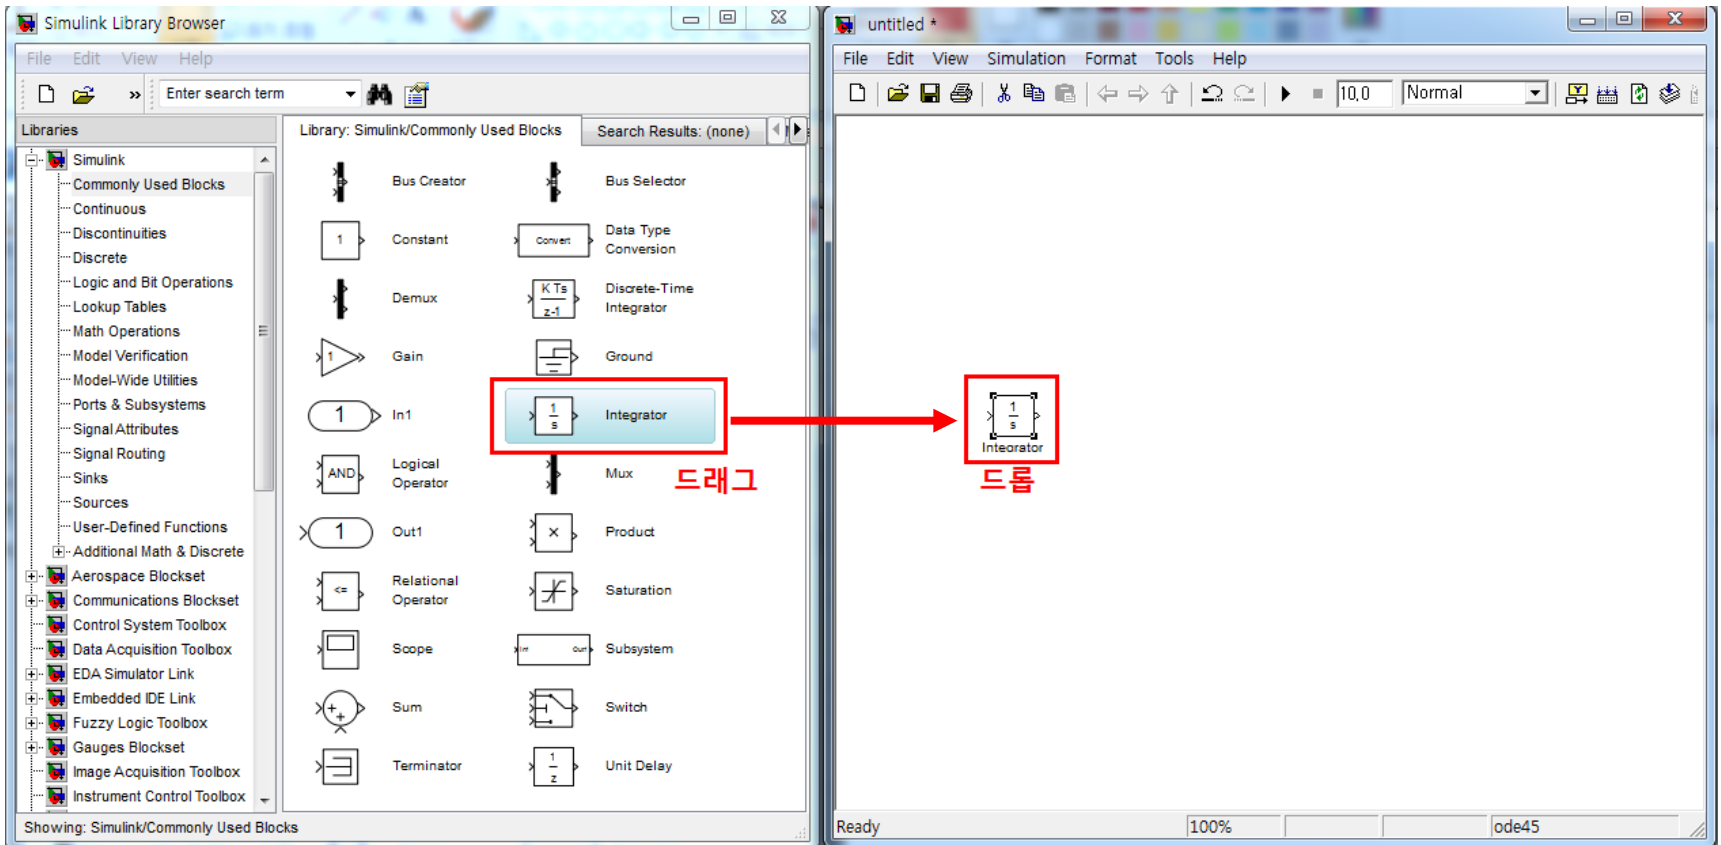 Simulink Library Browser
File Edit View Help
» Enter search term
Libraries
Simulink
Commonly Used Blocks
Continuous
Discontinuities
Discrete
Logic and Bit Operations
Lookup Tables
Math Operations
Model Verification
Model-Wide Utilities
Ports & Subsystems
Signal Attributes
Signal Routing
Sinks
Sources
User-Defined Functions
Additional Math & Discrete
Aerospace Blockset
Communications Blockset
Control System Toolbox
Data Acquisition Toolbox
EDA Simulator Link
Embedded IDE Link
Fuzzy Logic Toolbox
Gauges Blockset
Image Acquisition Toolbox
Instrument Control Toolbox
Library: Simulink/Commonly Used Blocks Search Results: (none)
Bus Creator Bus Selector
1 Constant Convert Data Type
Conversion
Demux K Ts
z-1 Discrete-Time
Integrator
1 Gain Ground
1 In1 1
s Integrator
AND Logical
Operator Mux 드래그
1 Out1 × Product
<= Relational
Operator Saturation
Scope In1 Out1 Subsystem
+
+ Sum Switch
Terminator 1
z Unit Delay
Showing: Simulink/Commonly Used Blocks
untitled *
File Edit View Simulation Format Tools Help
10,0 Normal
1
s
Integrator
드롭
Ready 100% ode45